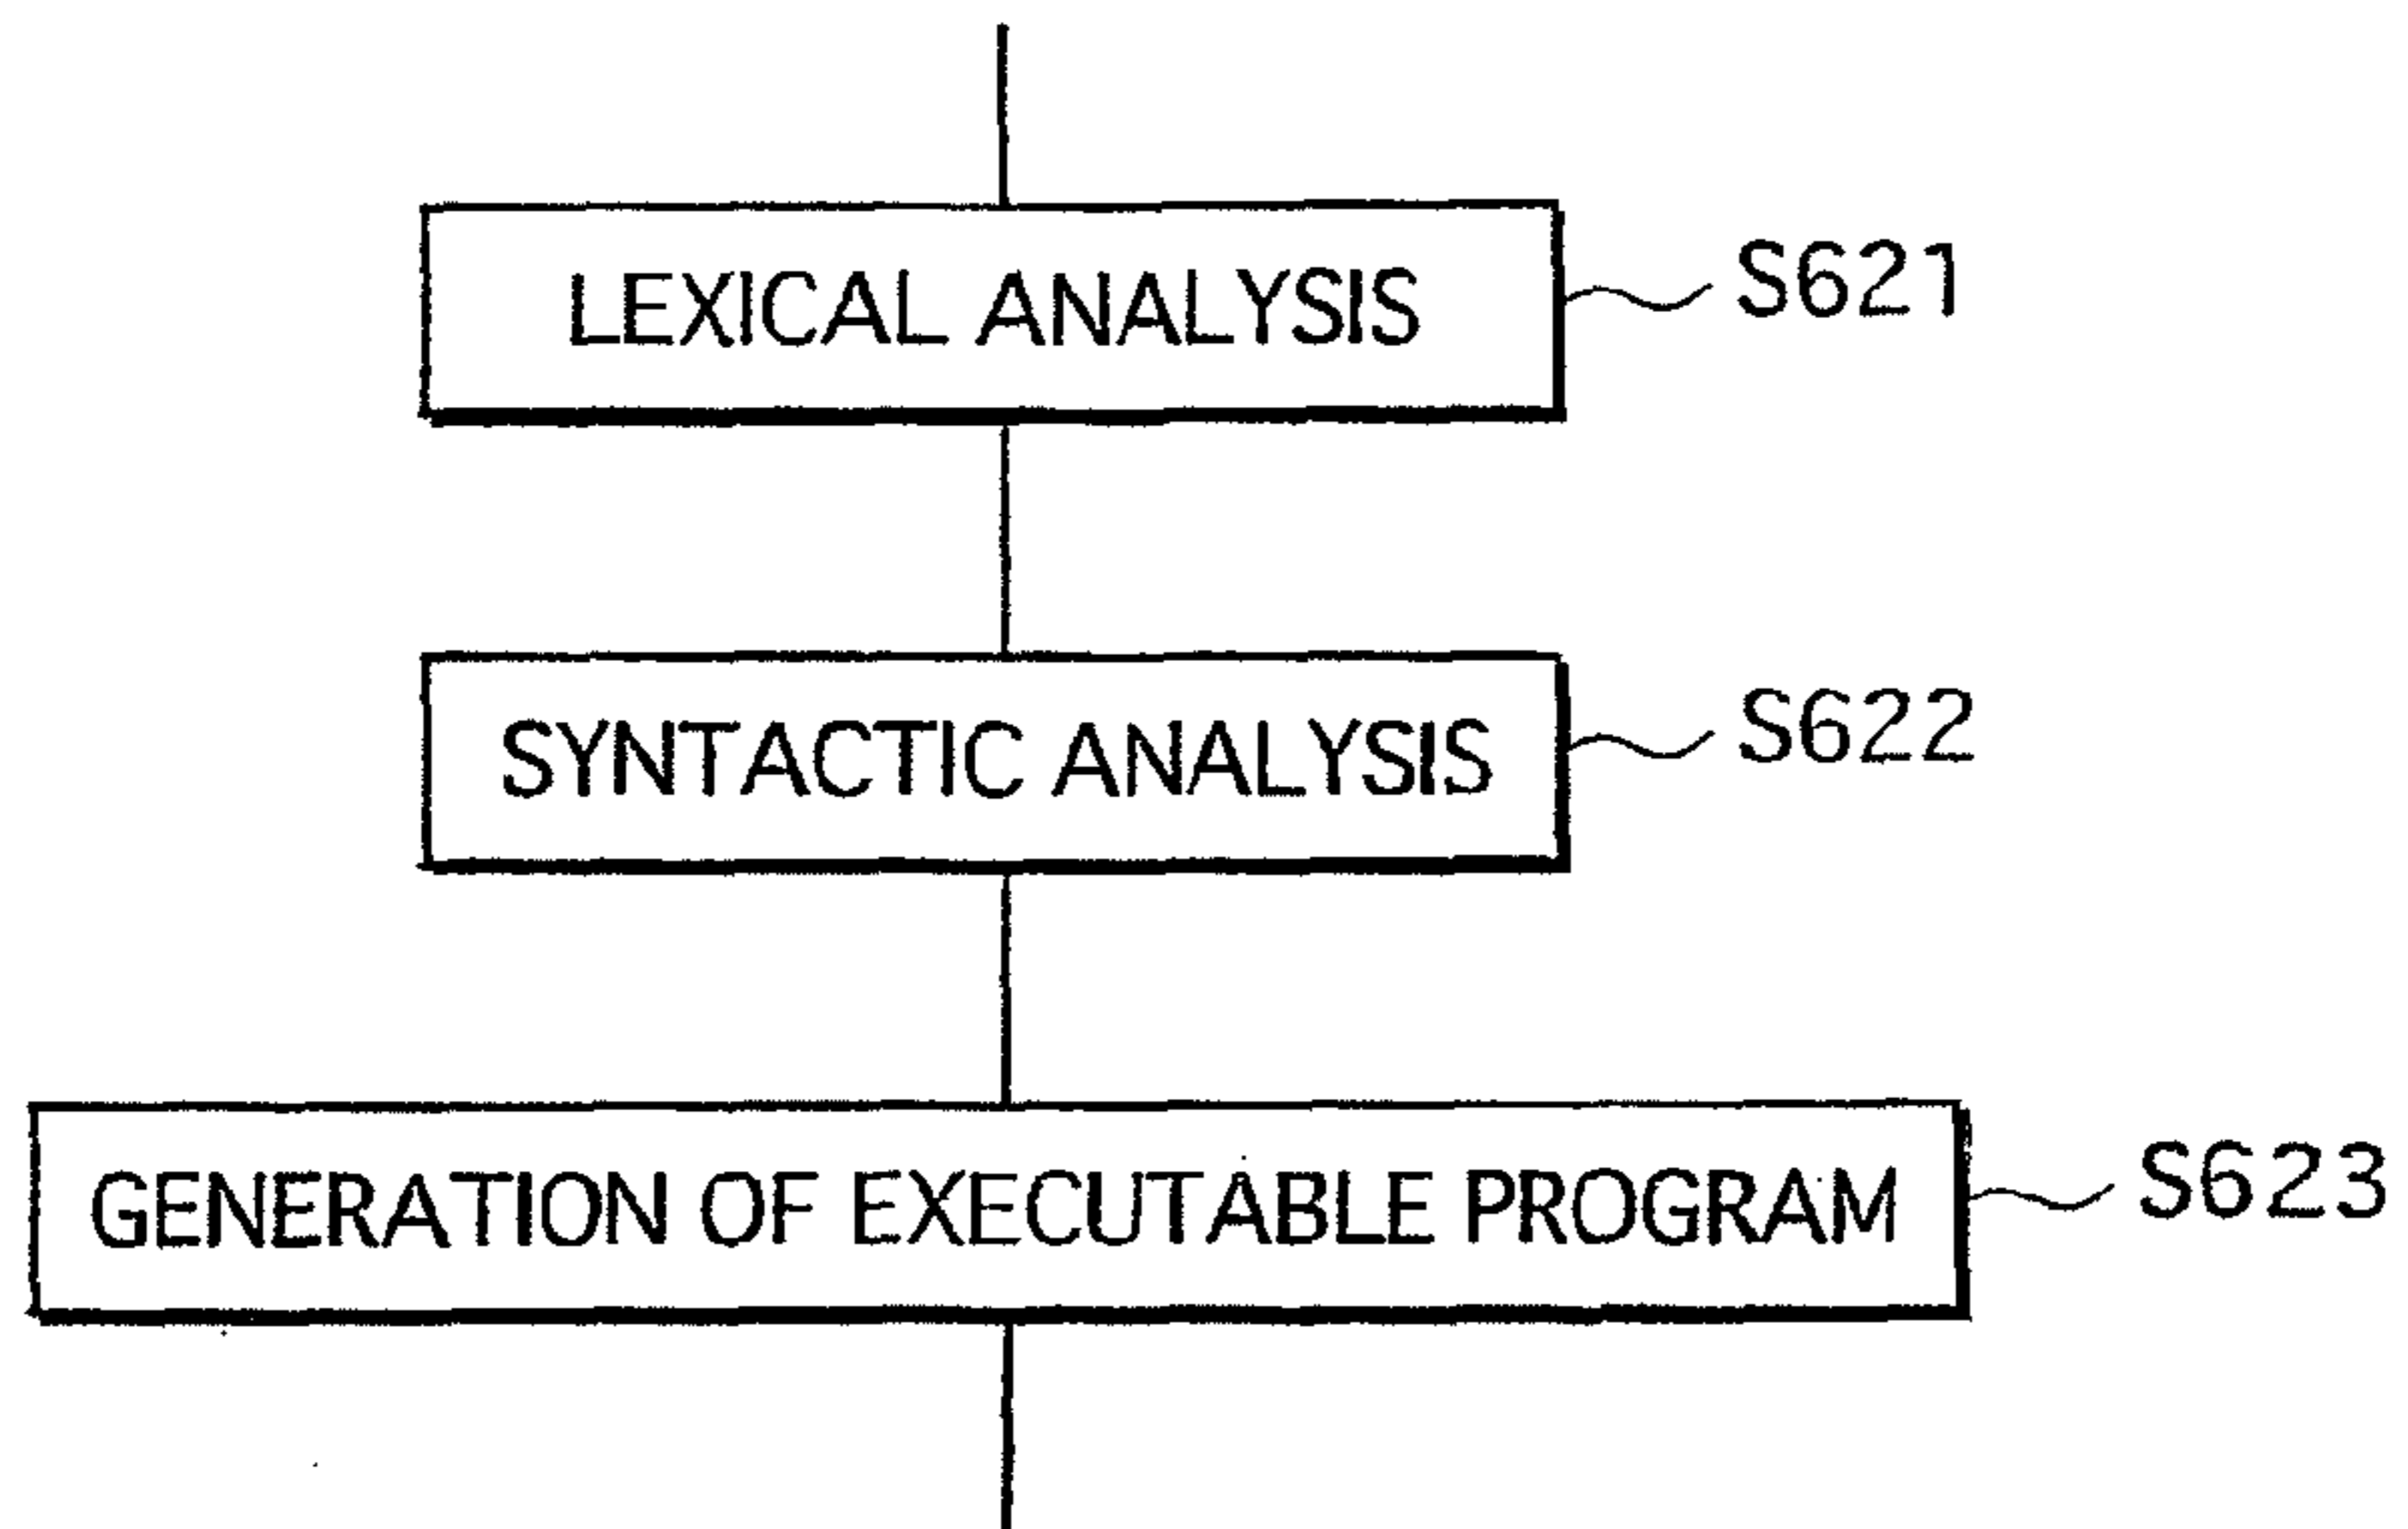 LEXICAL ANALYSIS S621
SYNTACTIC ANALYSIS S622
GENERATION OF EXECUTABLE PROGRAM S623